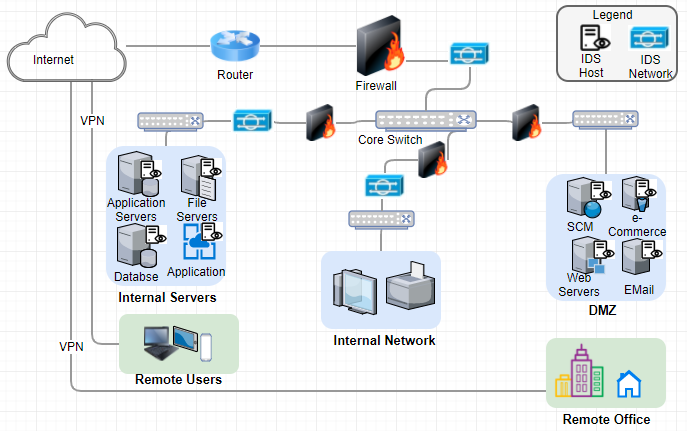 Legend
IDS
Host
IDS
Network
Internet
Router
Firewall
VPN
Core Switch
Application
Servers
File
Servers
Databse
Application
Internal Servers
SCM
e-
Commerce
Web
Servers
EMail
DMZ
Internal Network
VPN
Remote Users
Remote Office